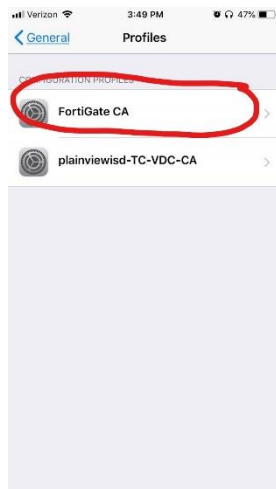 Verizon 3:49 PM 47%
General Profiles
CONFIGURATION PROFILES
FortiGate CA
plainviewisd-TC-VDC-CA